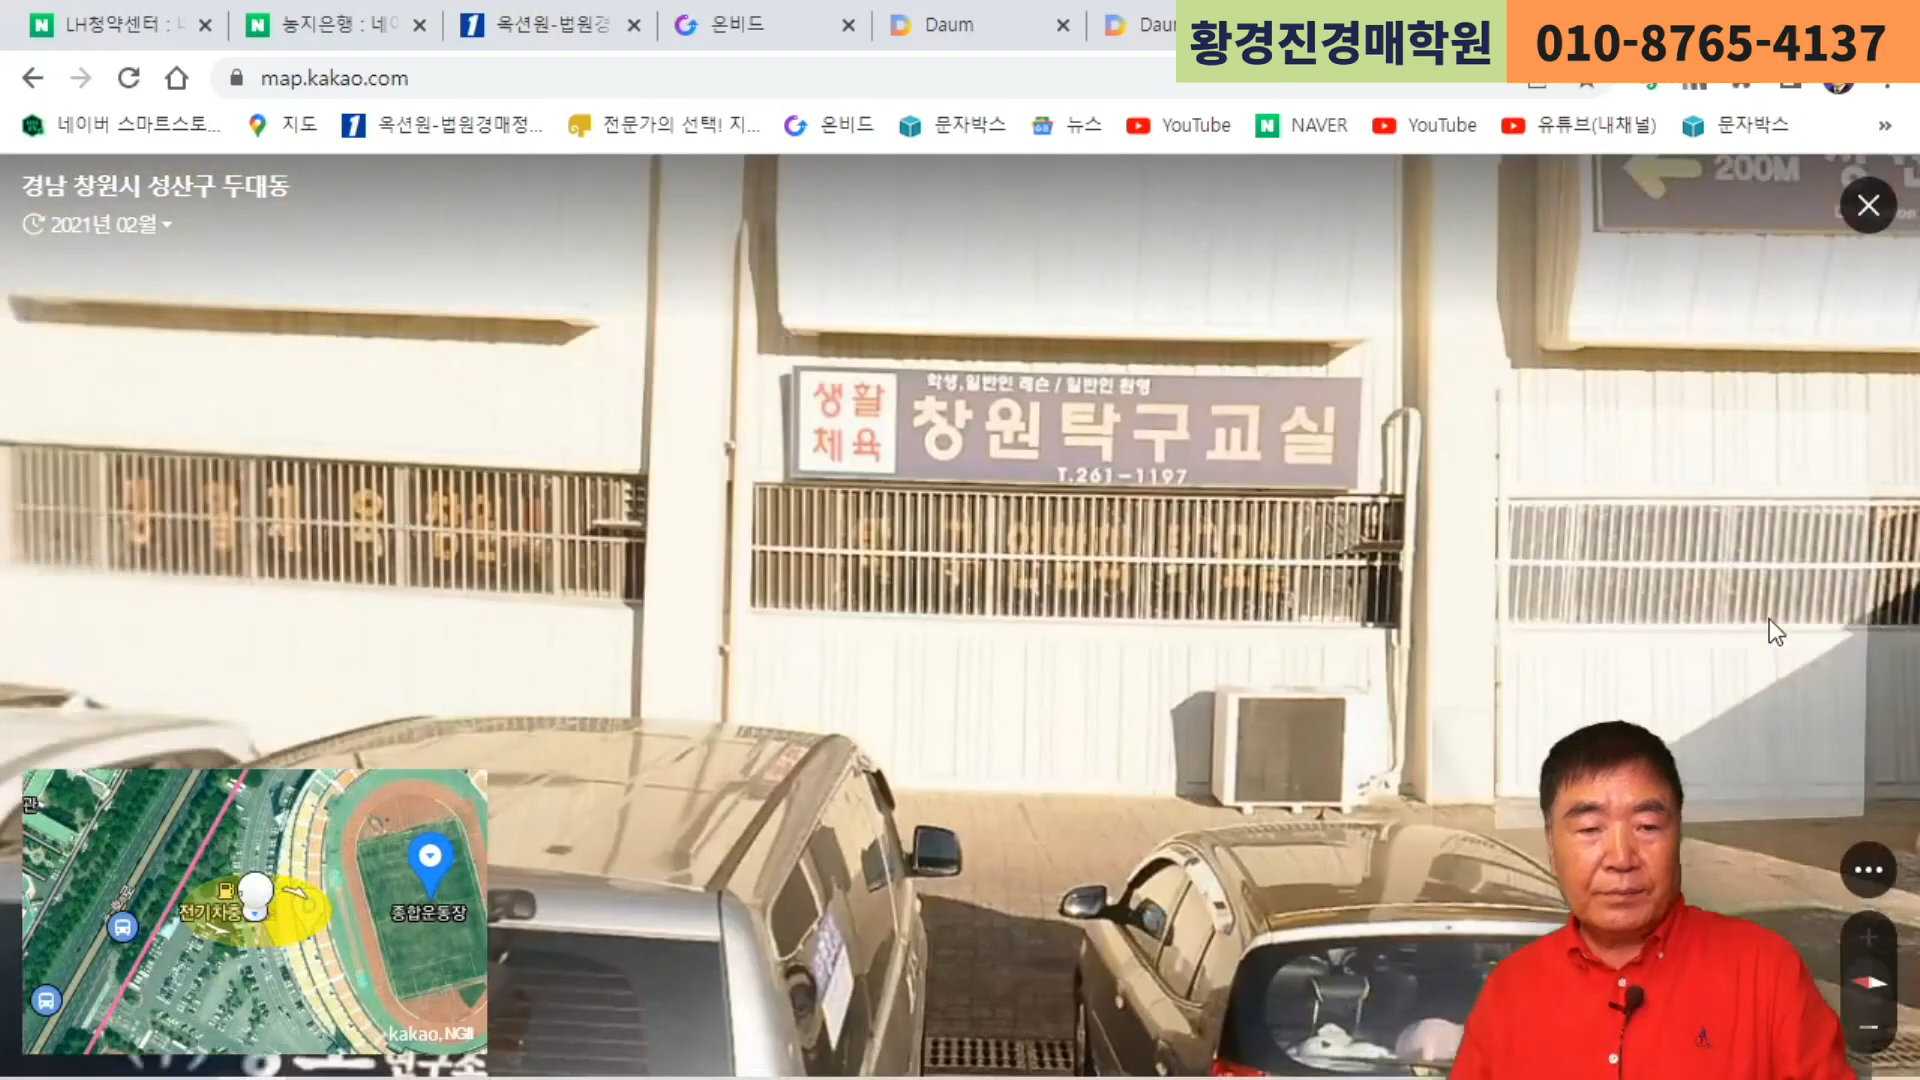 LH청약센터 :
농지은행 : 네이
옥션원-법원경
온비드
Daum
황경진경매학원
010-8765-4137
map.kakao.com
네이버 스마트스토...
지도
옥션원-법원경매정...
전문가의 선택! 지...
온비드
문자박스
뉴스
YouTube
NAVER
YouTube
유튜브(내채널)
문자박스
경남 창원시 성산구 두대동
2021년 02월
200M
생활
체육
학생,일반인 레슨 / 일반인 환영
창원탁구교실
T.261-1197
종합운동장
kakao, NGII